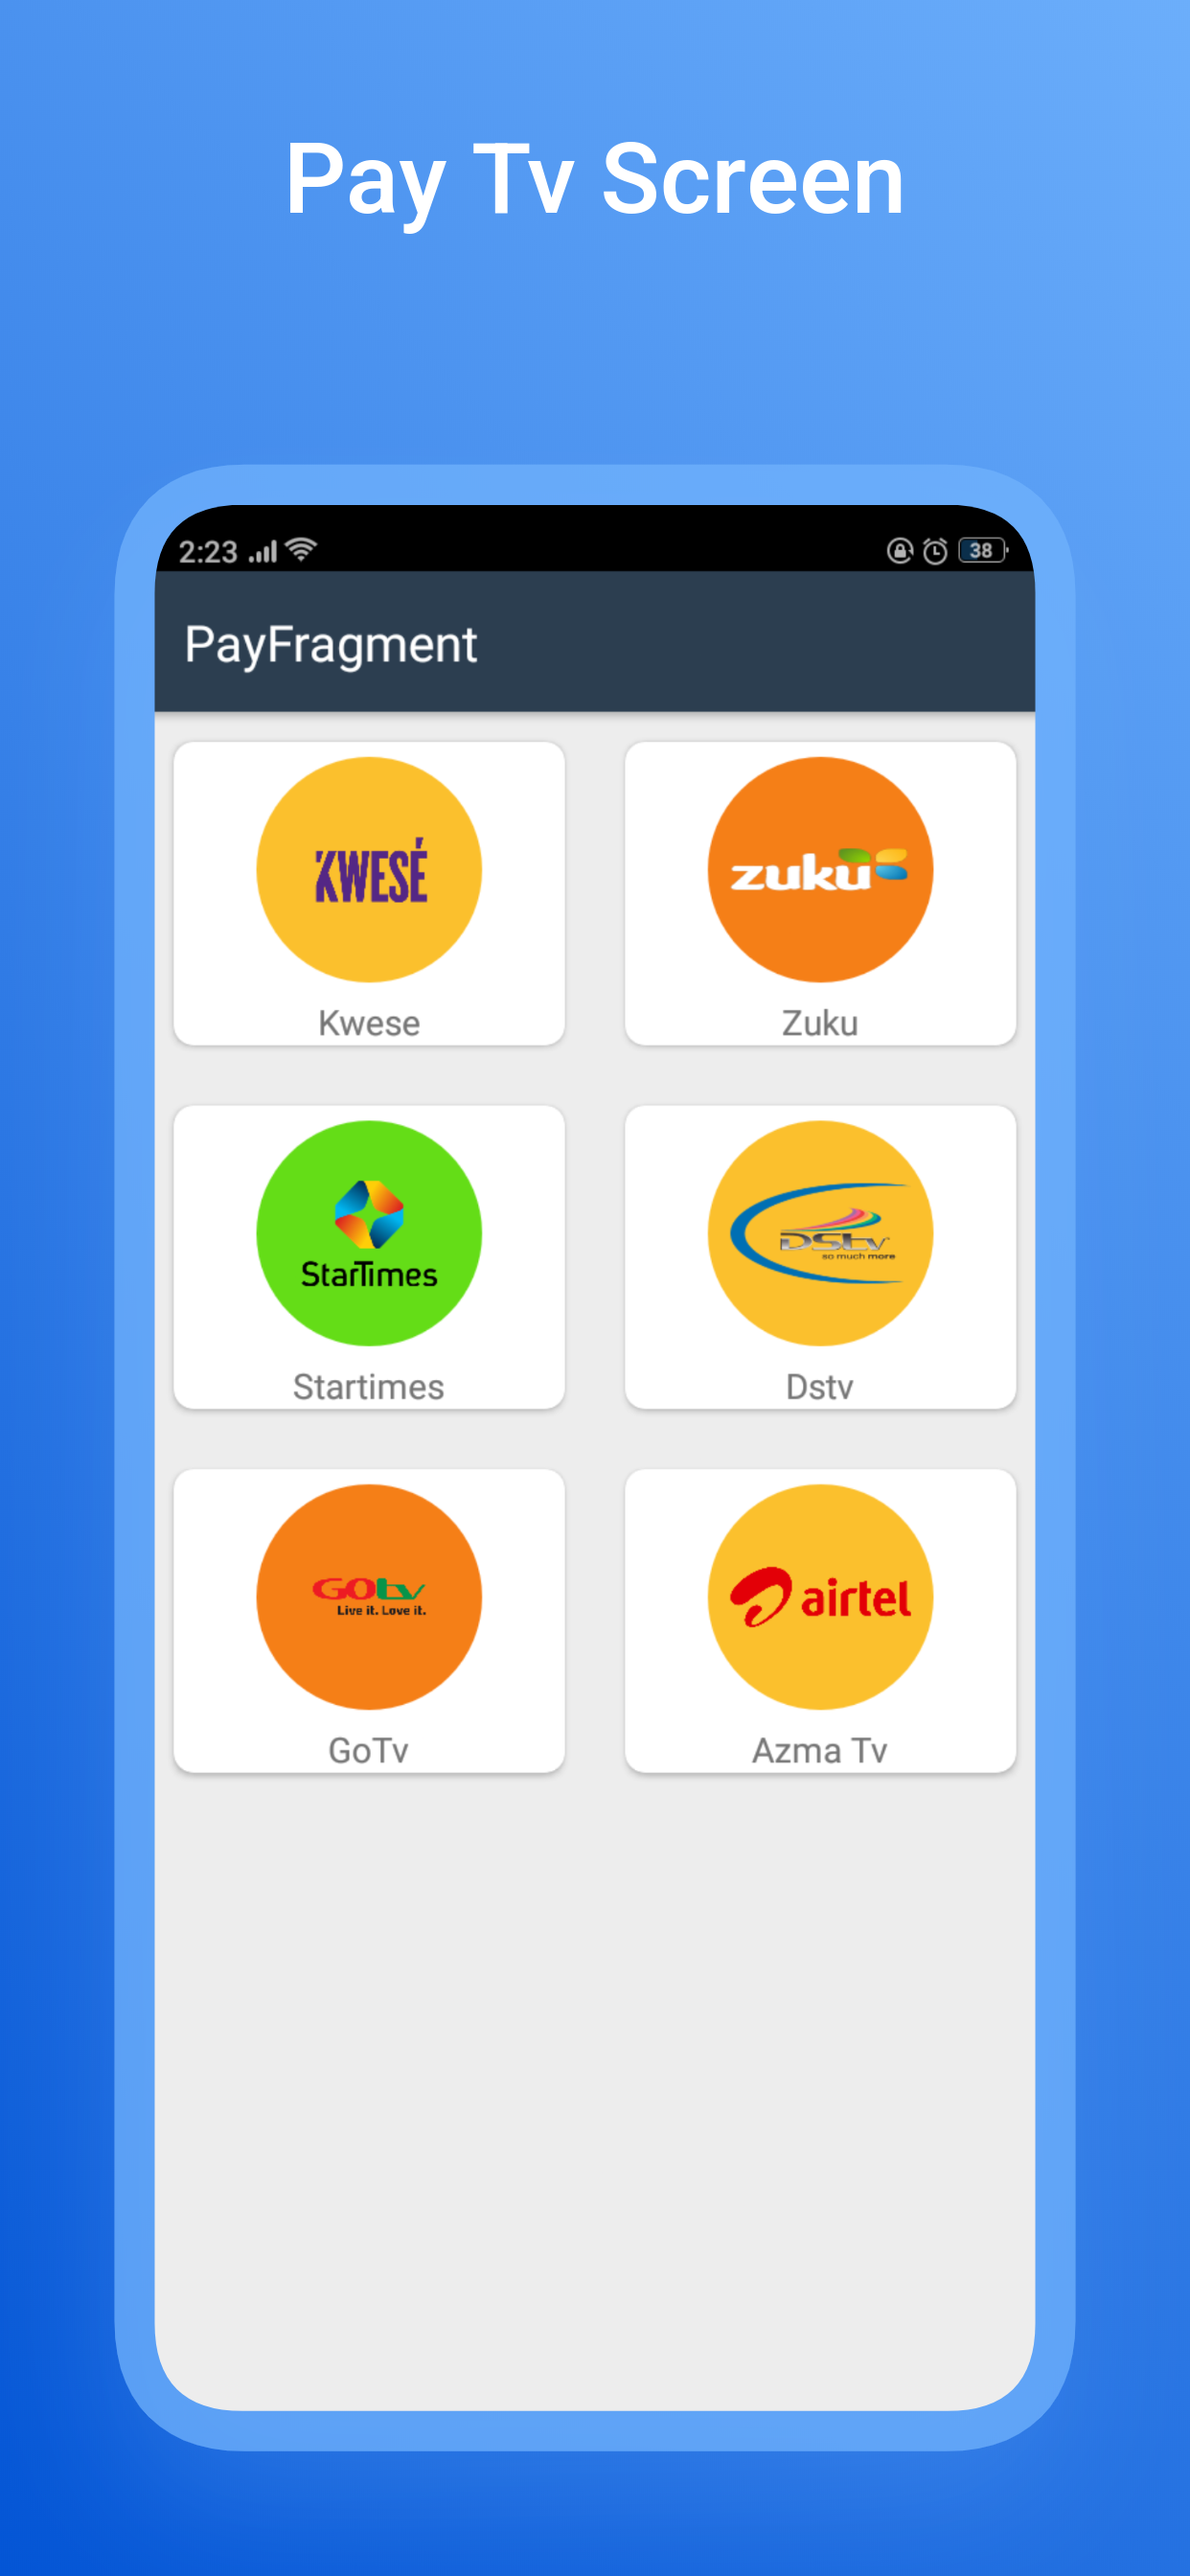 Pay Tv Screen
2:23
38
PayFragment
KWESÉ
zuku
Kwese
Zuku
StarTimes
DStv
so much more
Startimes
Dstv
GOtv
Live it. Love it.
airtel
GoTv
Azma Tv